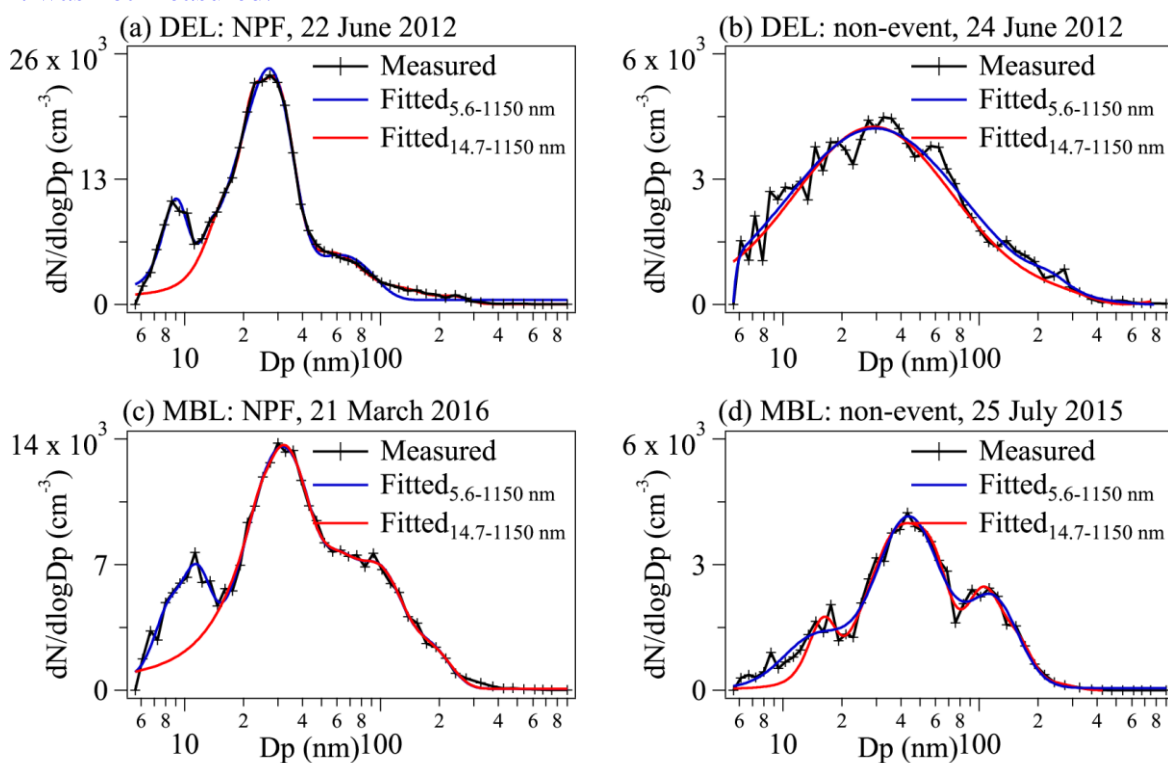 (a) DEL: NPF, 22 June 2012
26 x 10³
13
0
dN/dlogDp (cm⁻³)
Measured
Fitted5.6-1150 nm
Fitted14.7-1150 nm
6 8 2 4 6 8 2 4 6 8
10 100
Dp (nm)
(b) DEL: non-event, 24 June 2012
6 x 10³
3
0
dN/dlogDp (cm⁻³)
Measured
Fitted5.6-1150 nm
Fitted14.7-1150 nm
6 8 2 4 6 8 2 4 6 8
10 100
Dp (nm)
(c) MBL: NPF, 21 March 2016
14 x 10³
7
0
dN/dlogDp (cm⁻³)
Measured
Fitted5.6-1150 nm
Fitted14.7-1150 nm
6 8 2 4 6 8 2 4 6 8
10 100
Dp (nm)
(d) MBL: non-event, 25 July 2015
6 x 10³
3
0
dN/dlogDp (cm⁻³)
Measured
Fitted5.6-1150 nm
Fitted14.7-1150 nm
6 8 2 4 6 8 2 4 6 8
10 100
Dp (nm)